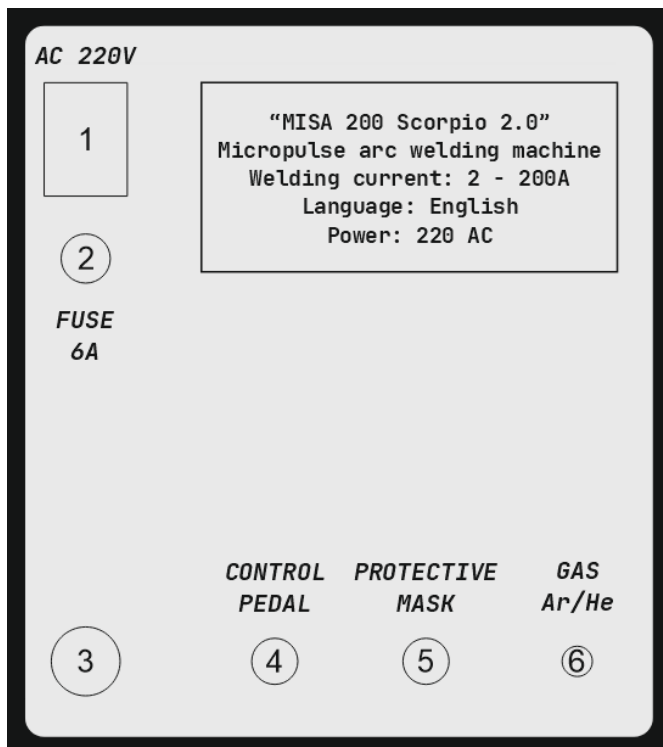 AC 220V
1
“MISA 200 Scorpio 2.0”
Micropulse arc welding machine
Welding current: 2 - 200A
Language: English
Power: 220 AC
2
FUSE
6A
CONTROL PEDAL
PROTECTIVE MASK
GAS Ar/He
3
4
5
6